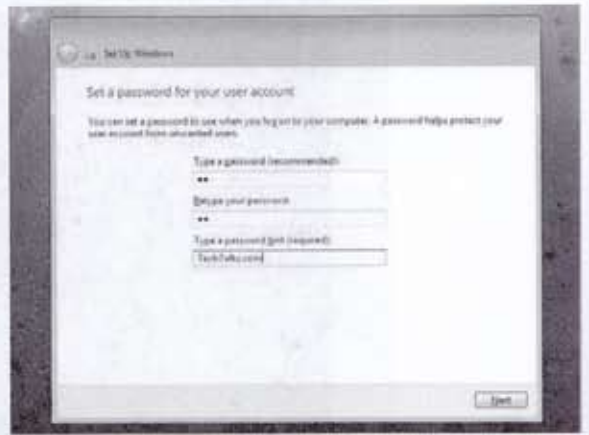 Set Up Windows
Set a password for your user account
You can set a password to use when you log on to your computer. A password helps protect your
user account from unwanted users.
Type a password (recommended):
••
Retype your password:
••
Type a password hint (required):
TechTalky.com
Next